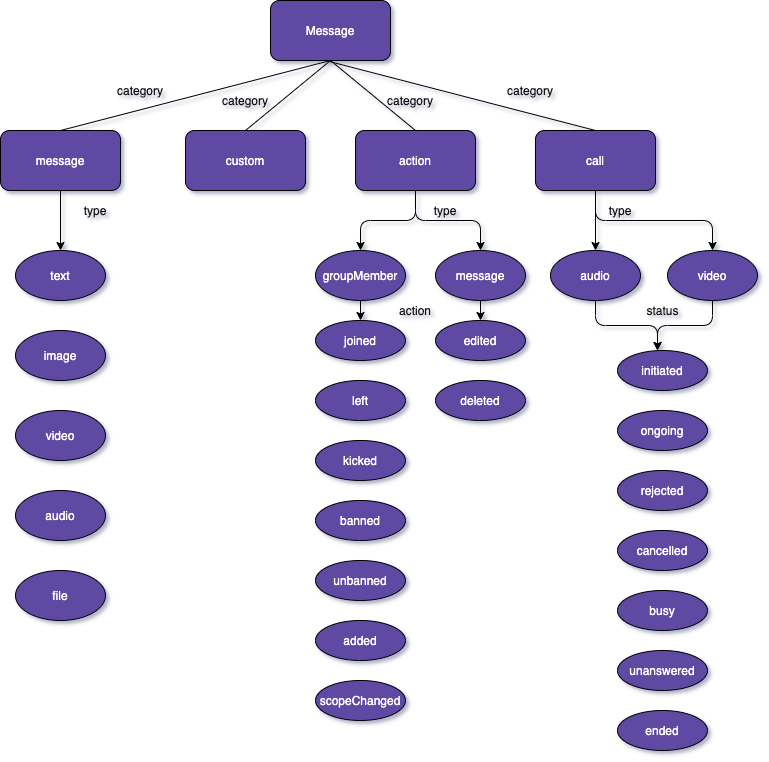 Message
category
category
category
category
message
custom
action
call
type
type
type
text
groupMember
message
audio
video
action
status
joined
edited
image
initiated
left
deleted
video
ongoing
kicked
rejected
audio
banned
cancelled
unbanned
file
busy
added
unanswered
scopeChanged
ended